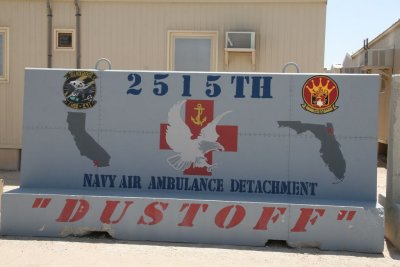 2515TH
NAVY AIR AMBULANCE DETACHMENT
"DUSTOFF"